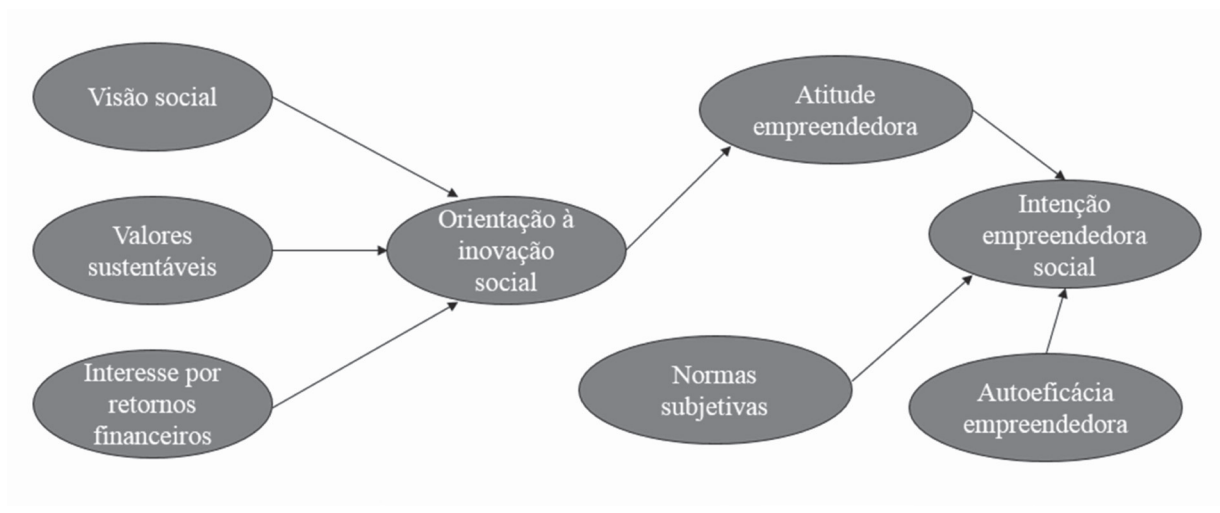 Visão social
Valores
sustentáveis
Interesse por
retornos
financeiros
Orientação à
inovação
social
Atitude
empreendedora
Normas
subjetivas
Intenção
empreendedora
social
Autoeficácia
empreendedora